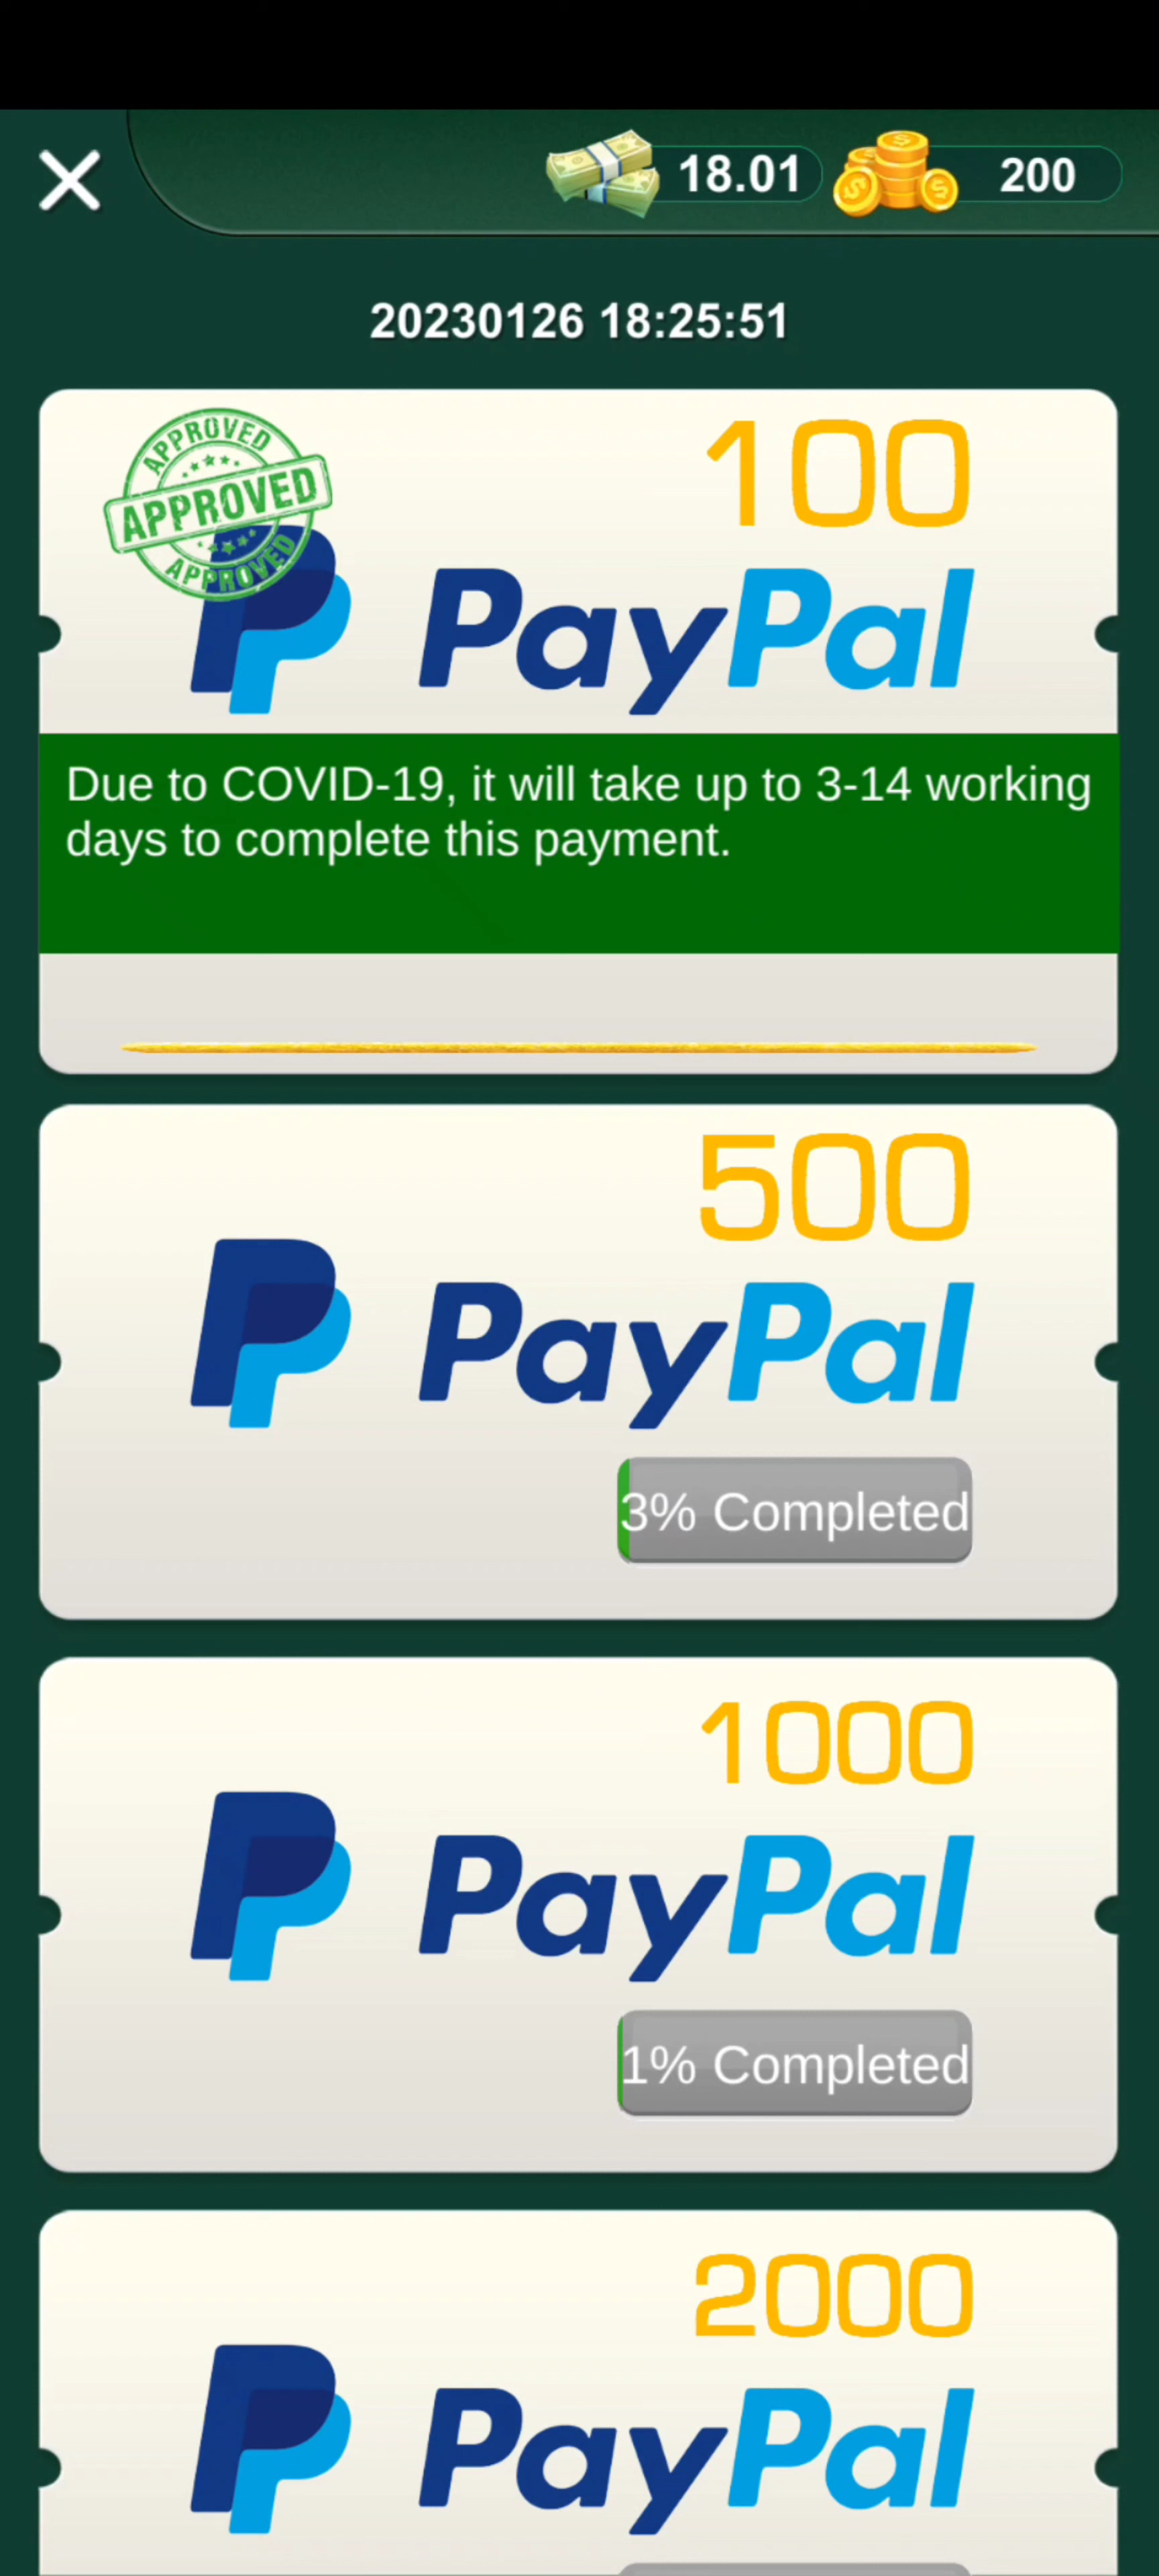 18.01
200
20230126 18:25:51
APPROVED
APPROVED
APPROVED
100
PayPal
Due to COVID-19, it will take up to 3-14 working
days to complete this payment.
500
PayPal
3% Completed
1000
PayPal
1% Completed
2000
PayPal